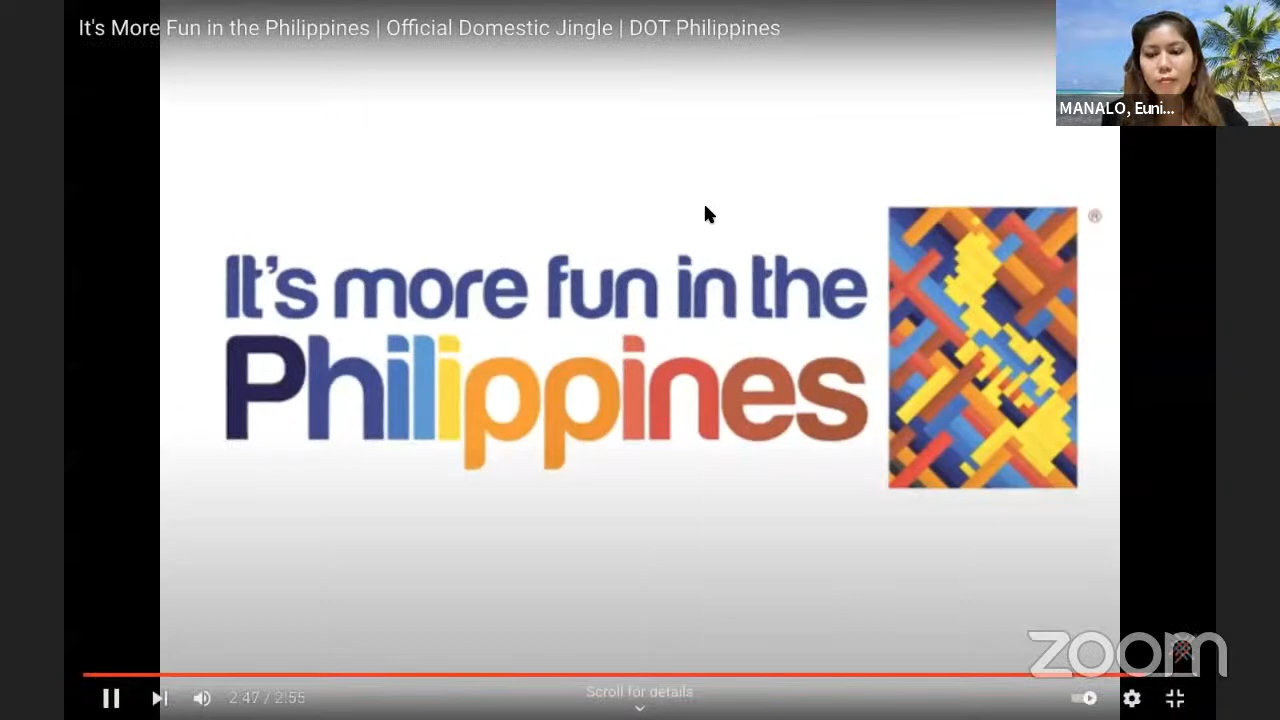 It's More Fun in the Philippines | Official Domestic Jingle | DOT Philippines
MANALO, Euni...
It's more fun in the
Philippines
®
zoom
2:47 / 2:55
Scroll for details